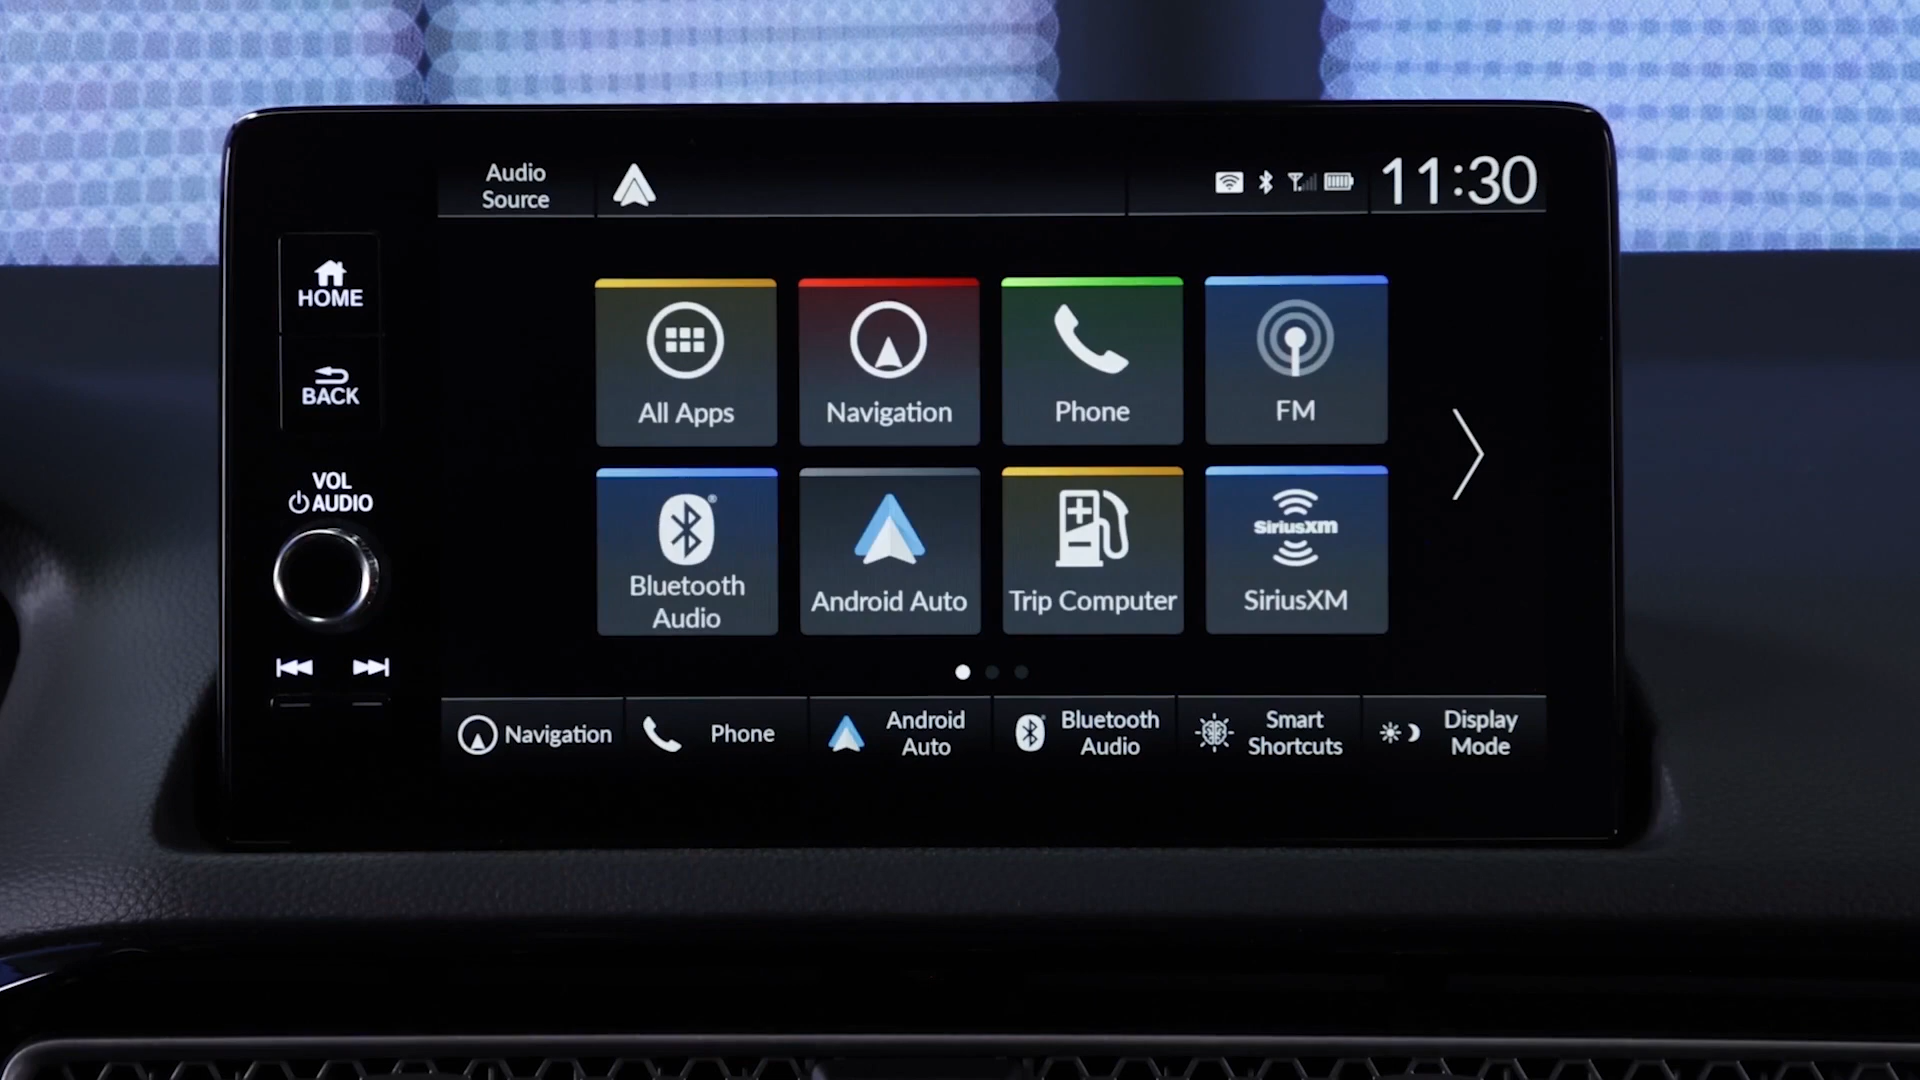 Audio
Source
11:30
HOME
BACK
VOL
AUDIO
All Apps
Navigation
Phone
FM
Bluetooth
Audio
Android Auto
Trip Computer
SiriusXM
SiriusXM
Navigation
Phone
Android
Auto
Bluetooth
Audio
Smart
Shortcuts
Display
Mode